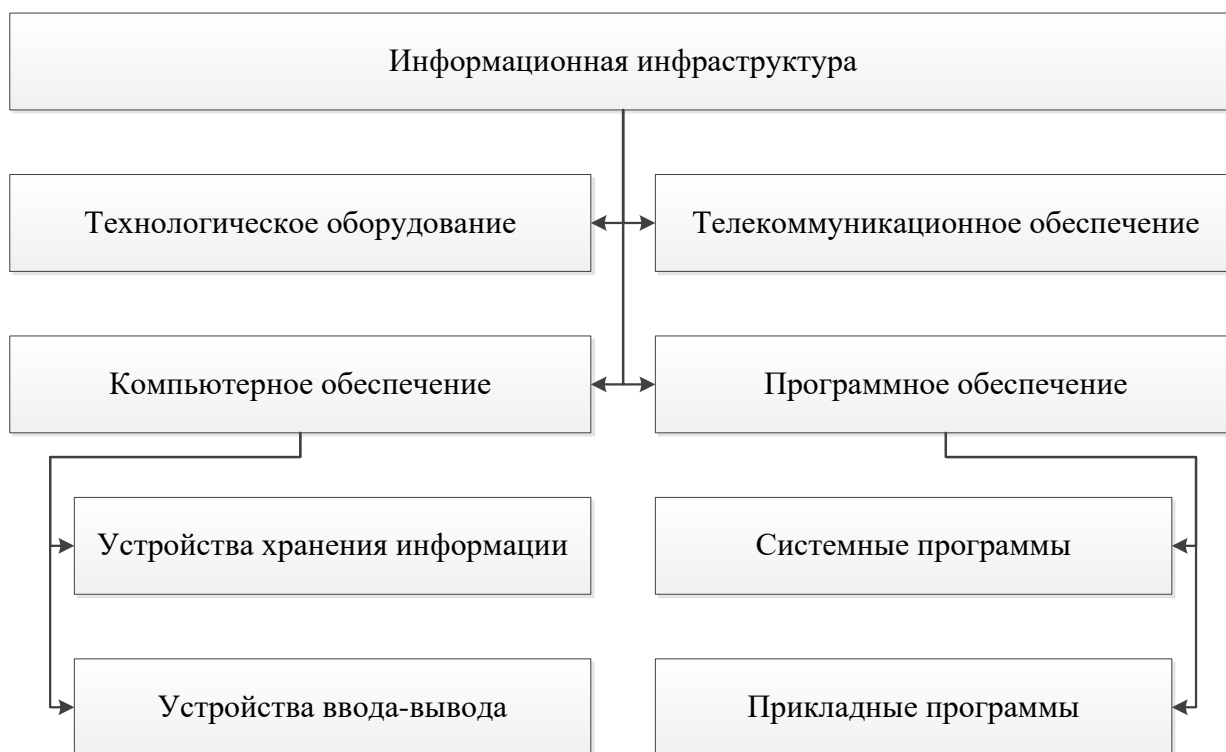 Информационная инфраструктура
Технологическое оборудование
Телекоммуникационное обеспечение
Компьютерное обеспечение
Программное обеспечение
Устройства хранения информации
Системные программы
Устройства ввода-вывода
Прикладные программы